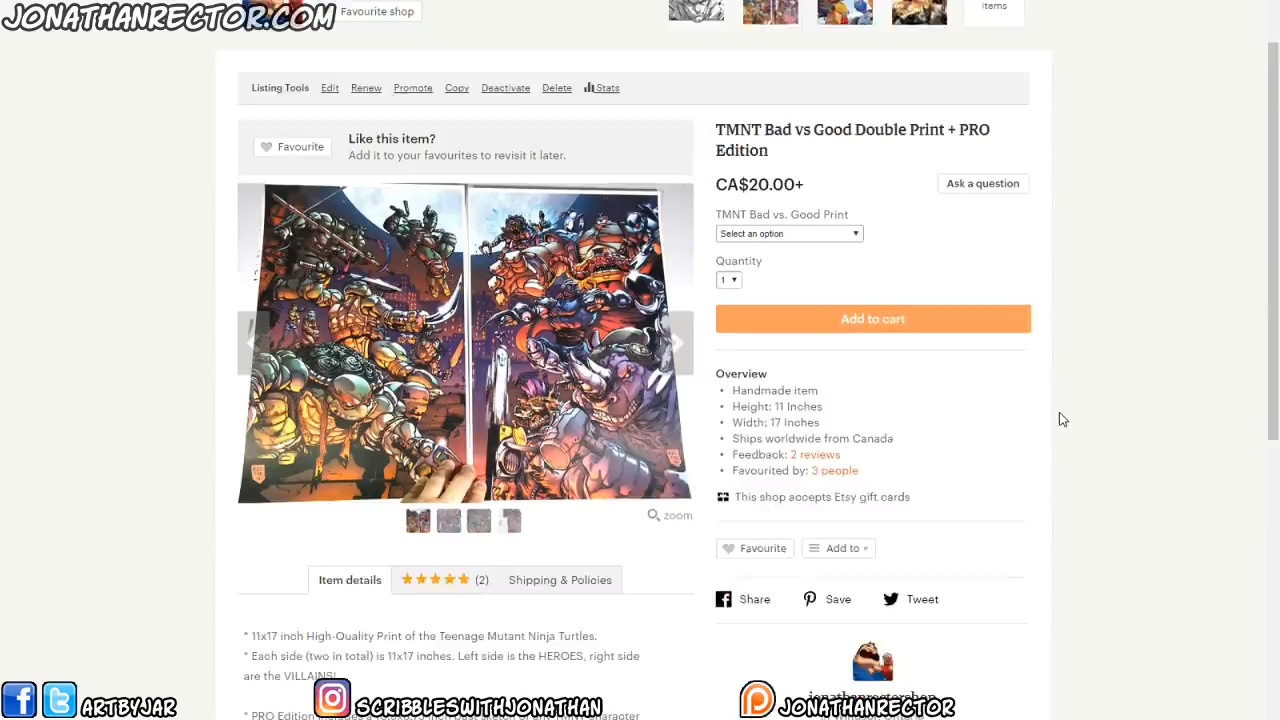 JONATHANRECTOR.COM
Favourite shop
items
Listing Tools Edit Renew Promote Copy Deactivate Delete Stats
Favourite
Like this item?
Add it to your favourites to revisit it later.
zoom
Item details
(2)
Shipping & Policies
* 11x17 inch High-Quality Print of the Teenage Mutant Ninja Turtles.
* Each side (two in total) is 11x17 inches. Left side is the HEROES, right side
are the VILLAINS!
TMNT Bad vs Good Double Print + PRO
Edition
CA$20.00+
Ask a question
TMNT Bad vs. Good Print
Select an option
Quantity
1
Add to cart
Overview
• Handmade item
• Height: 11 Inches
• Width: 17 Inches
• Ships worldwide from Canada
• Feedback: 2 reviews
• Favourited by: 3 people
This shop accepts Etsy gift cards
Favourite
Add to
Share
Save
Tweet
jonathanrectorshop
ARTBYJAR
SCRIBBLESWITHJONATHAN
JONATHANRECTOR